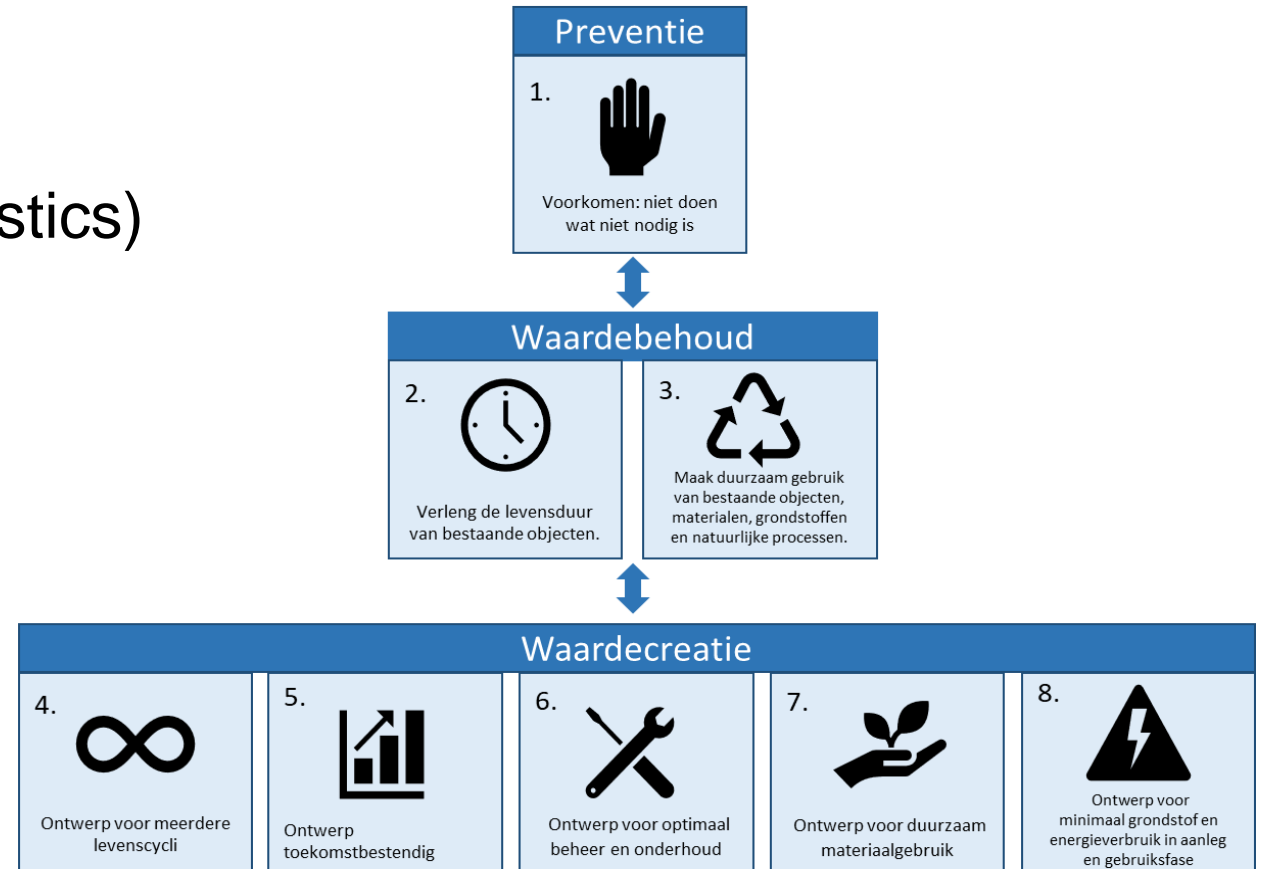 Preventie
1.
Voorkomen: niet doen
wat niet nodig is
stics)
Waardebehoud
2.
Verleng de levensduur
van bestaande objecten.
3.
Maak duurzaam gebruik
van bestaande objecten,
materialen, grondstoffen
en natuurlijke processen.
Waardecreatie
4.
Ontwerp voor meerdere
levenscycli
5.
Ontwerp
toekomstbestendig
6.
Ontwerp voor optimaal
beheer en onderhoud
7.
Ontwerp voor duurzaam
materiaalgebruik
8.
Ontwerp voor
minimaal grondstof en
energieverbruik in aanleg
en gebruiksfase